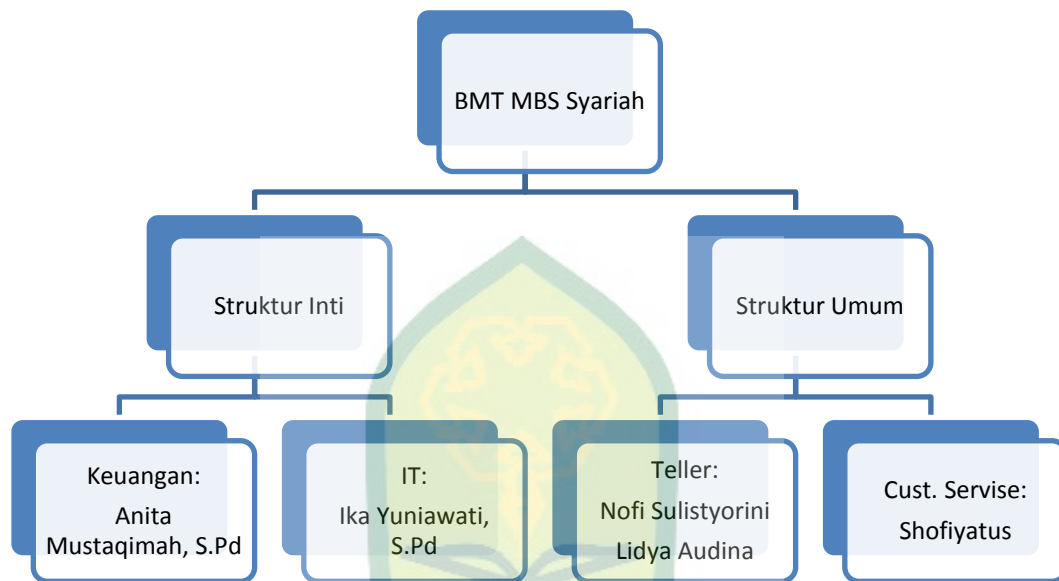 BMT MBS Syariah
Struktur Inti
Struktur Umum
Keuangan:
Anita
Mustaqimah, S.Pd
IT:
Ika Yuniawati,
S.Pd
Teller:
Nofi Sulistyorini
Lidya Audina
Cust. Servise:
Shofiyatus